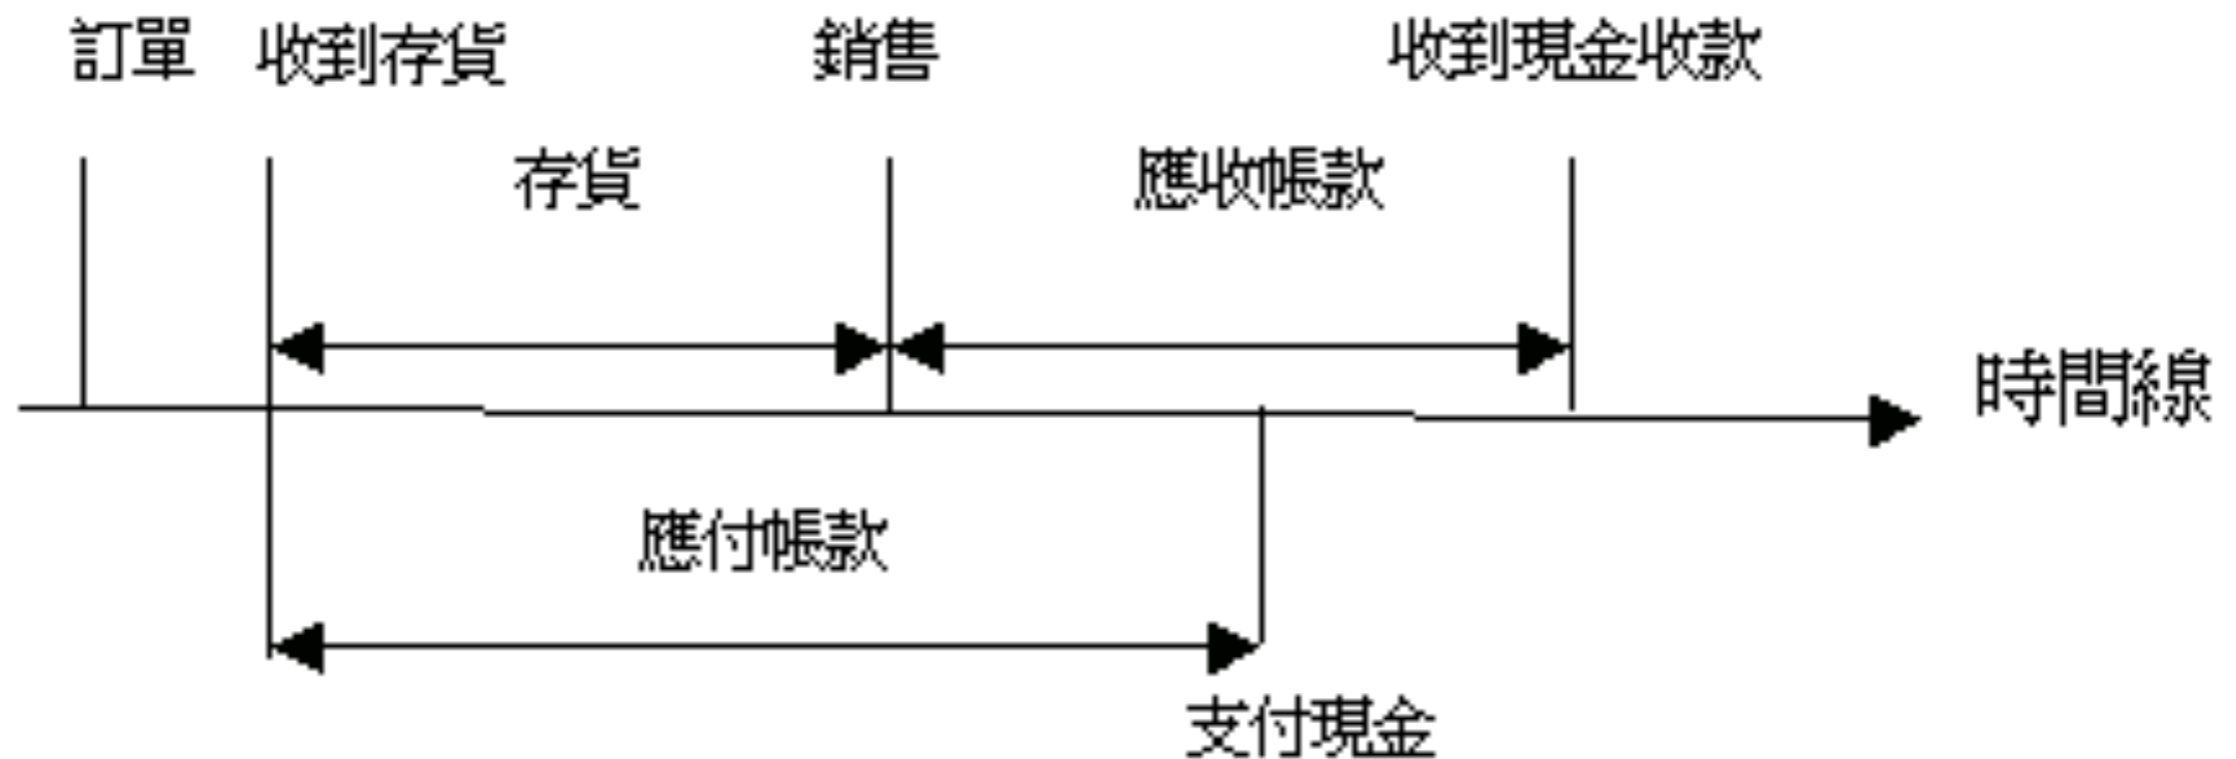 訂單
收到存貨
銷售
收到現金收款
存貨
應收帳款
時間線
應付帳款
支付現金